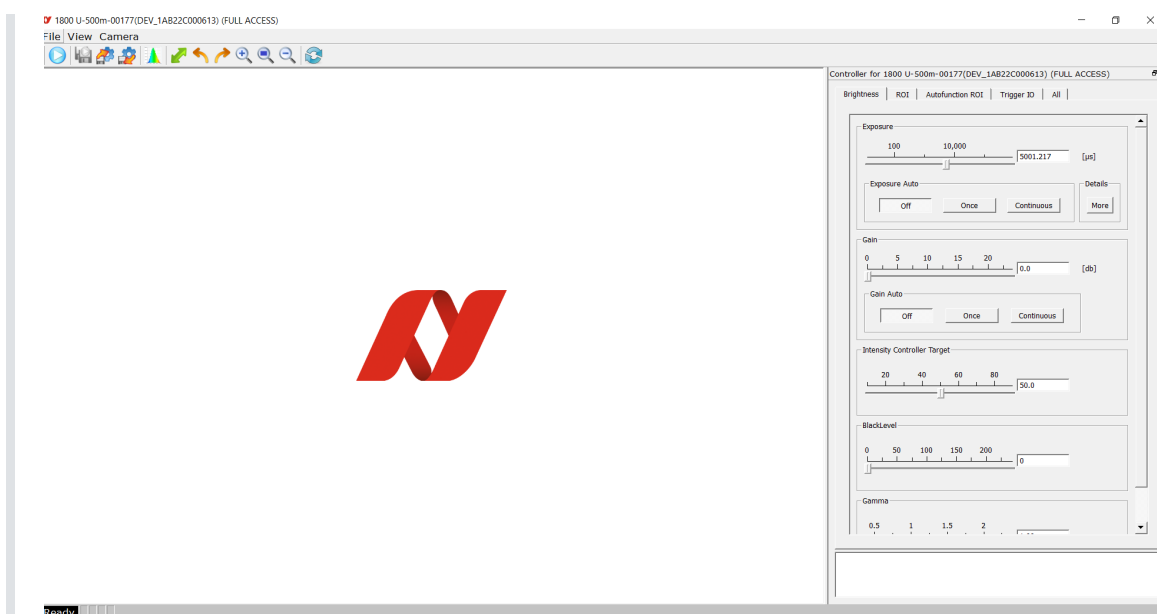 1800 U-500m-00177(DEV_1AB22C000613) (FULL ACCESS)
File View Camera
Controller for 1800 U-500m-00177(DEV_1AB22C000613) (FULL ACCESS)
Brightness ROI Autofunction ROI Trigger IO All
Exposure
100 10,000
5001.217 [µs]
Exposure Auto Details
Off Once Continuous More
Gain
0 5 10 15 20
0.0 [db]
Gain Auto
Off Once Continuous
Intensity Controller Target
20 40 60 80
50.0
BlackLevel
0 50 100 150 200
0
Gamma
0.5 1 1.5 2
Ready